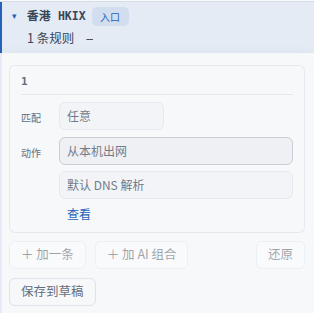 香港 HKIX 入口
1 条规则 –
1
匹配 任意
动作 从本机出网
默认 DNS 解析
查看
+ 加一条 + 加 AI 组合 还原
保存到草稿